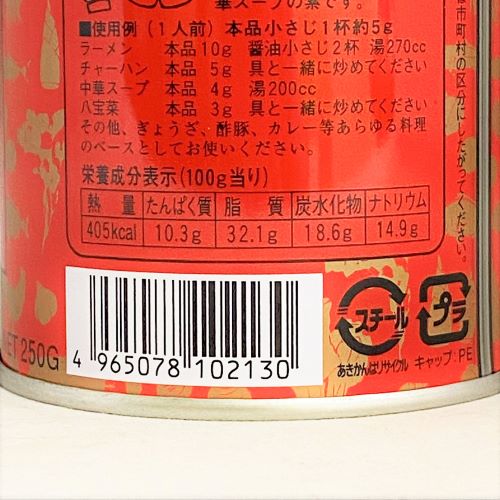 華スープの素です。
■使用例(1人前)本品小さじ1杯約5g
ラーメン 本品10g 醤油小さじ2杯 湯270cc
チャーハン 本品 5g 具と一緒に炒めてください
中華スープ 本品 4g 湯200cc
八宝菜 本品 3g 具と一緒に炒めてください
その他、ぎょうざ、酢豚、カレー等あらゆる料理
のベースとしてお使いください。
栄養成分表示(100g当り)
熱 量 たんぱく質 脂 質 炭水化物 ナトリウム
405kcal 10.3g 32.1g 18.6g 14.9g
市町村の区分にしたがってください。
ET 250G
4 965078 102130
スチール
あきかんはリサイクル
プラ
キャップ:PE